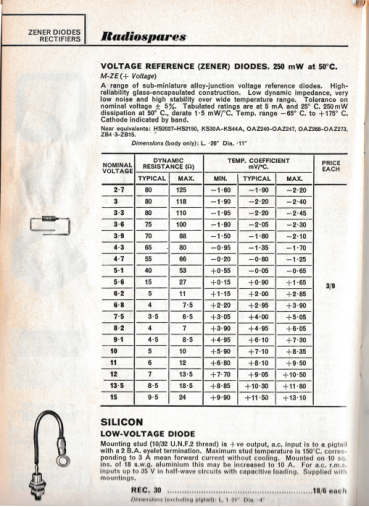 ZENER DIODES
RECTIFIERS
Radiospares
VOLTAGE REFERENCE (ZENER) DIODES. 250 mW at 50°C.
M-ZE (+ Voltage)
A range of sub-miniature alloy-junction voltage reference diodes. High-
reliability glass-encapsulated construction. Low dynamic impedance, very
low noise and high stability over wide temperature range. Tolerance on
nominal voltage ± 5%. Tabulated ratings are at 5 mA and 25° C. 250 mW
dissipation at 50° C., derate 1·5 mW/°C. Temp. range −65° C. to +175° C.
Cathode indicated by band.
Near equivalents: HS2027-HS2150, KS30A-KS44A, OAZ240-OAZ247, OAZ268-OAZ273,
ZB4·3-ZB15.
Dimensions (body only): L. ·26" Dia. ·11"
NOMINAL VOLTAGE DYNAMIC RESISTANCE (Ω) TEMP. COEFFICIENT mV/°C. PRICE EACH
TYPICAL MAX. MIN. TYPICAL MAX.
2·7 80 125 −1·60 −1·90 −2·20
3 80 118 −1·90 −2·20 −2·40
3·3 80 110 −1·95 −2·20 −2·45
3·6 75 100 −1·80 −2·05 −2·30
3·9 70 88 −1·50 −1·80 −2·10
4·3 65 80 −0·95 −1·35 −1·70
4·7 55 66 −0·20 −0·80 −1·25
5·1 40 53 +0·55 −0·05 −0·65
5·6 15 27 +0·15 +0·90 +1·65
6·2 5 11 +1·15 +2·00 +2·85
6·8 4 7·5 +2·20 +2·95 +3·90
7·5 3·5 6·5 +3·05 +4·00 +5·05
8·2 4 7 +3·90 +4·95 +6·05
9·1 4·5 8·5 +4·95 +6·10 +7·30
10 5 10 +5·90 +7·10 +8·35
11 6 12 +6·80 +8·10 +9·50
12 7 13·5 +7·70 +9·05 +10·50
13·5 8·5 18·5 +8·85 +10·30 +11·80
15 9·5 24 +9·90 +11·50 +13·10
3/9
SILICON
LOW-VOLTAGE DIODE
Mounting stud (10/32 U.N.F.2 thread) is +ve output, a.c. input is to a pigtail
with a 2 B.A. eyelet termination. Maximum stud temperature is 150°C. corres-
ponding to 3 A mean forward current without cooling. Mounted on 10 sq.
ins. of 18 s.w.g. aluminium this may be increased to 10 A. For a.c. r.m.s.
inputs up to 35 V in half-wave circuits with capacitive loading. Supplied with
mountings.
REC. 30 ........................................18/6 each
Dimensions (excluding pigtail): L. 1·21" Dia. ·4"